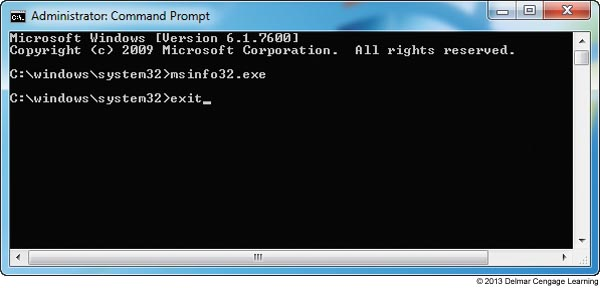 Administrator: Command Prompt
Microsoft Windows [Version 6.1.7600]
Copyright (c) 2009 Microsoft Corporation.  All rights reserved.
C:\windows\system32>msinfo32.exe
C:\windows\system32>exit_
© 2013 Delmar Cengage Learning